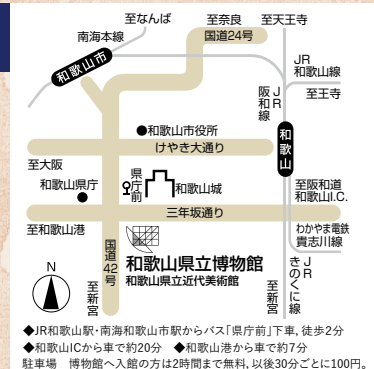 至なんば
至奈良
至天王寺
南海本線
国道24号
和歌山市
JR
和歌山線
至王寺
JR
阪和線
●和歌山市役所
けやき大通り
和歌山
至大阪
和歌山県庁
県庁前
和歌山城
至阪和道
和歌山I.C.
三年坂通り
至和歌山港
わかやま電鉄
貴志川線
国道42号
和歌山県立博物館
和歌山県立近代美術館
JR
きのくに線
N
至新宮
至新宮
◆JR和歌山駅・南海和歌山市駅からバス「県庁前」下車，徒歩2分
◆和歌山ICから車で約20分　◆和歌山港から車で約7分
駐車場　博物館へ入館の方は2時間まで無料，以後30分ごとに100円。